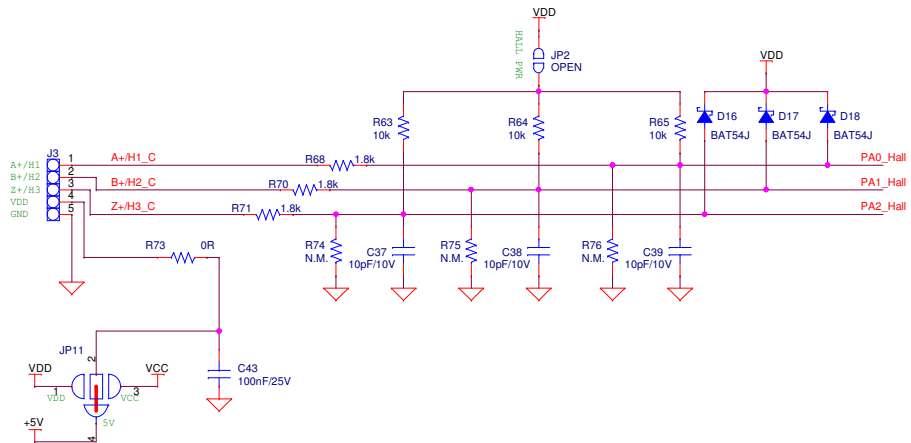 VDD
HALL PWR
JP2
OPEN
VDD
R63
10k
R64
10k
R65
10k
D16
BAT54J
D17
BAT54J
D18
BAT54J
J3
A+/H1
1
A+/H1_C
R68
1.8k
PA0_Hall
B+/H2
2
B+/H2_C
R70
1.8k
PA1_Hall
Z+/H3
3
Z+/H3_C
R71
1.8k
PA2_Hall
VDD
4
GND
5
R73
0R
R74
N.M.
C37
10pF/10V
R75
N.M.
C38
10pF/10V
R76
N.M.
C39
10pF/10V
JP11
2
VDD
VCC
1
VDD
VCC
3
5V
+5V
4
C43
100nF/25V